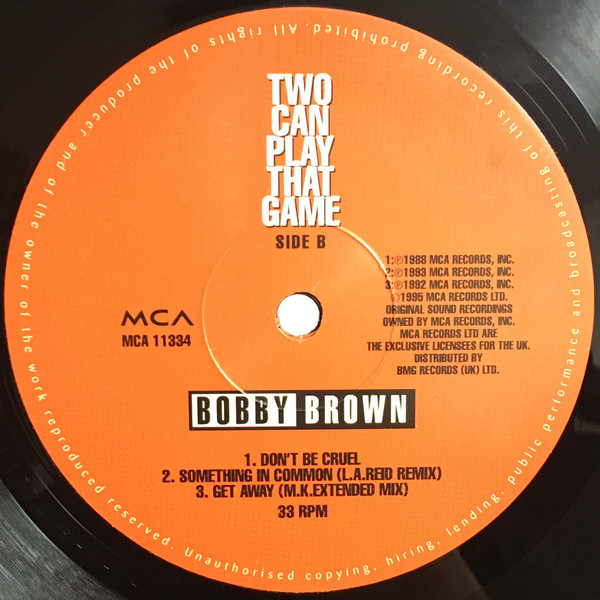 TWO
CAN
PLAY
THAT
GAME
SIDE B
1:℗1988 MCA RECORDS, INC.
2:℗1993 MCA RECORDS, INC.
3:℗1992 MCA RECORDS, INC.
©1995 MCA RECORDS LTD.
ORIGINAL SOUND RECORDINGS
OWNED BY MCA RECORDS, INC.
MCA RECORDS LTD ARE
THE EXCLUSIVE LICENSEES FOR THE UK.
DISTRIBUTED BY
BMG RECORDS (UK) LTD.
MCA
MCA 11334
BOBBY BROWN
1. DON'T BE CRUEL
2. SOMETHING IN COMMON (L.A.REID REMIX)
3. GET AWAY (M.K.EXTENDED MIX)
33 RPM
All rights of the producer and of the owner of the work reproduced reserved. Unauthorised copying, hiring, lending, public performance and broadcasting of this recording prohibited.